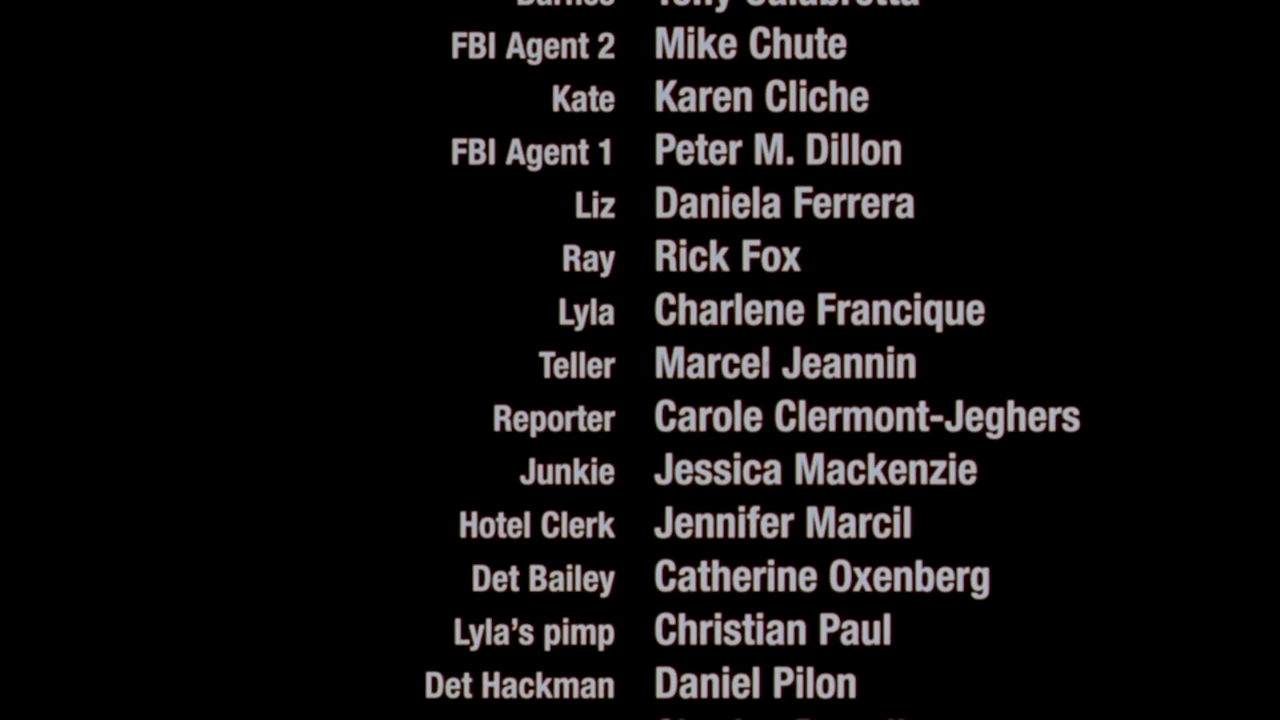 FBI Agent 2 Mike Chute
Kate Karen Cliche
FBI Agent 1 Peter M. Dillon
Liz Daniela Ferrera
Ray Rick Fox
Lyla Charlene Francique
Teller Marcel Jeannin
Reporter Carole Clermont-Jeghers
Junkie Jessica Mackenzie
Hotel Clerk Jennifer Marcil
Det Bailey Catherine Oxenberg
Lyla's pimp Christian Paul
Det Hackman Daniel Pilon